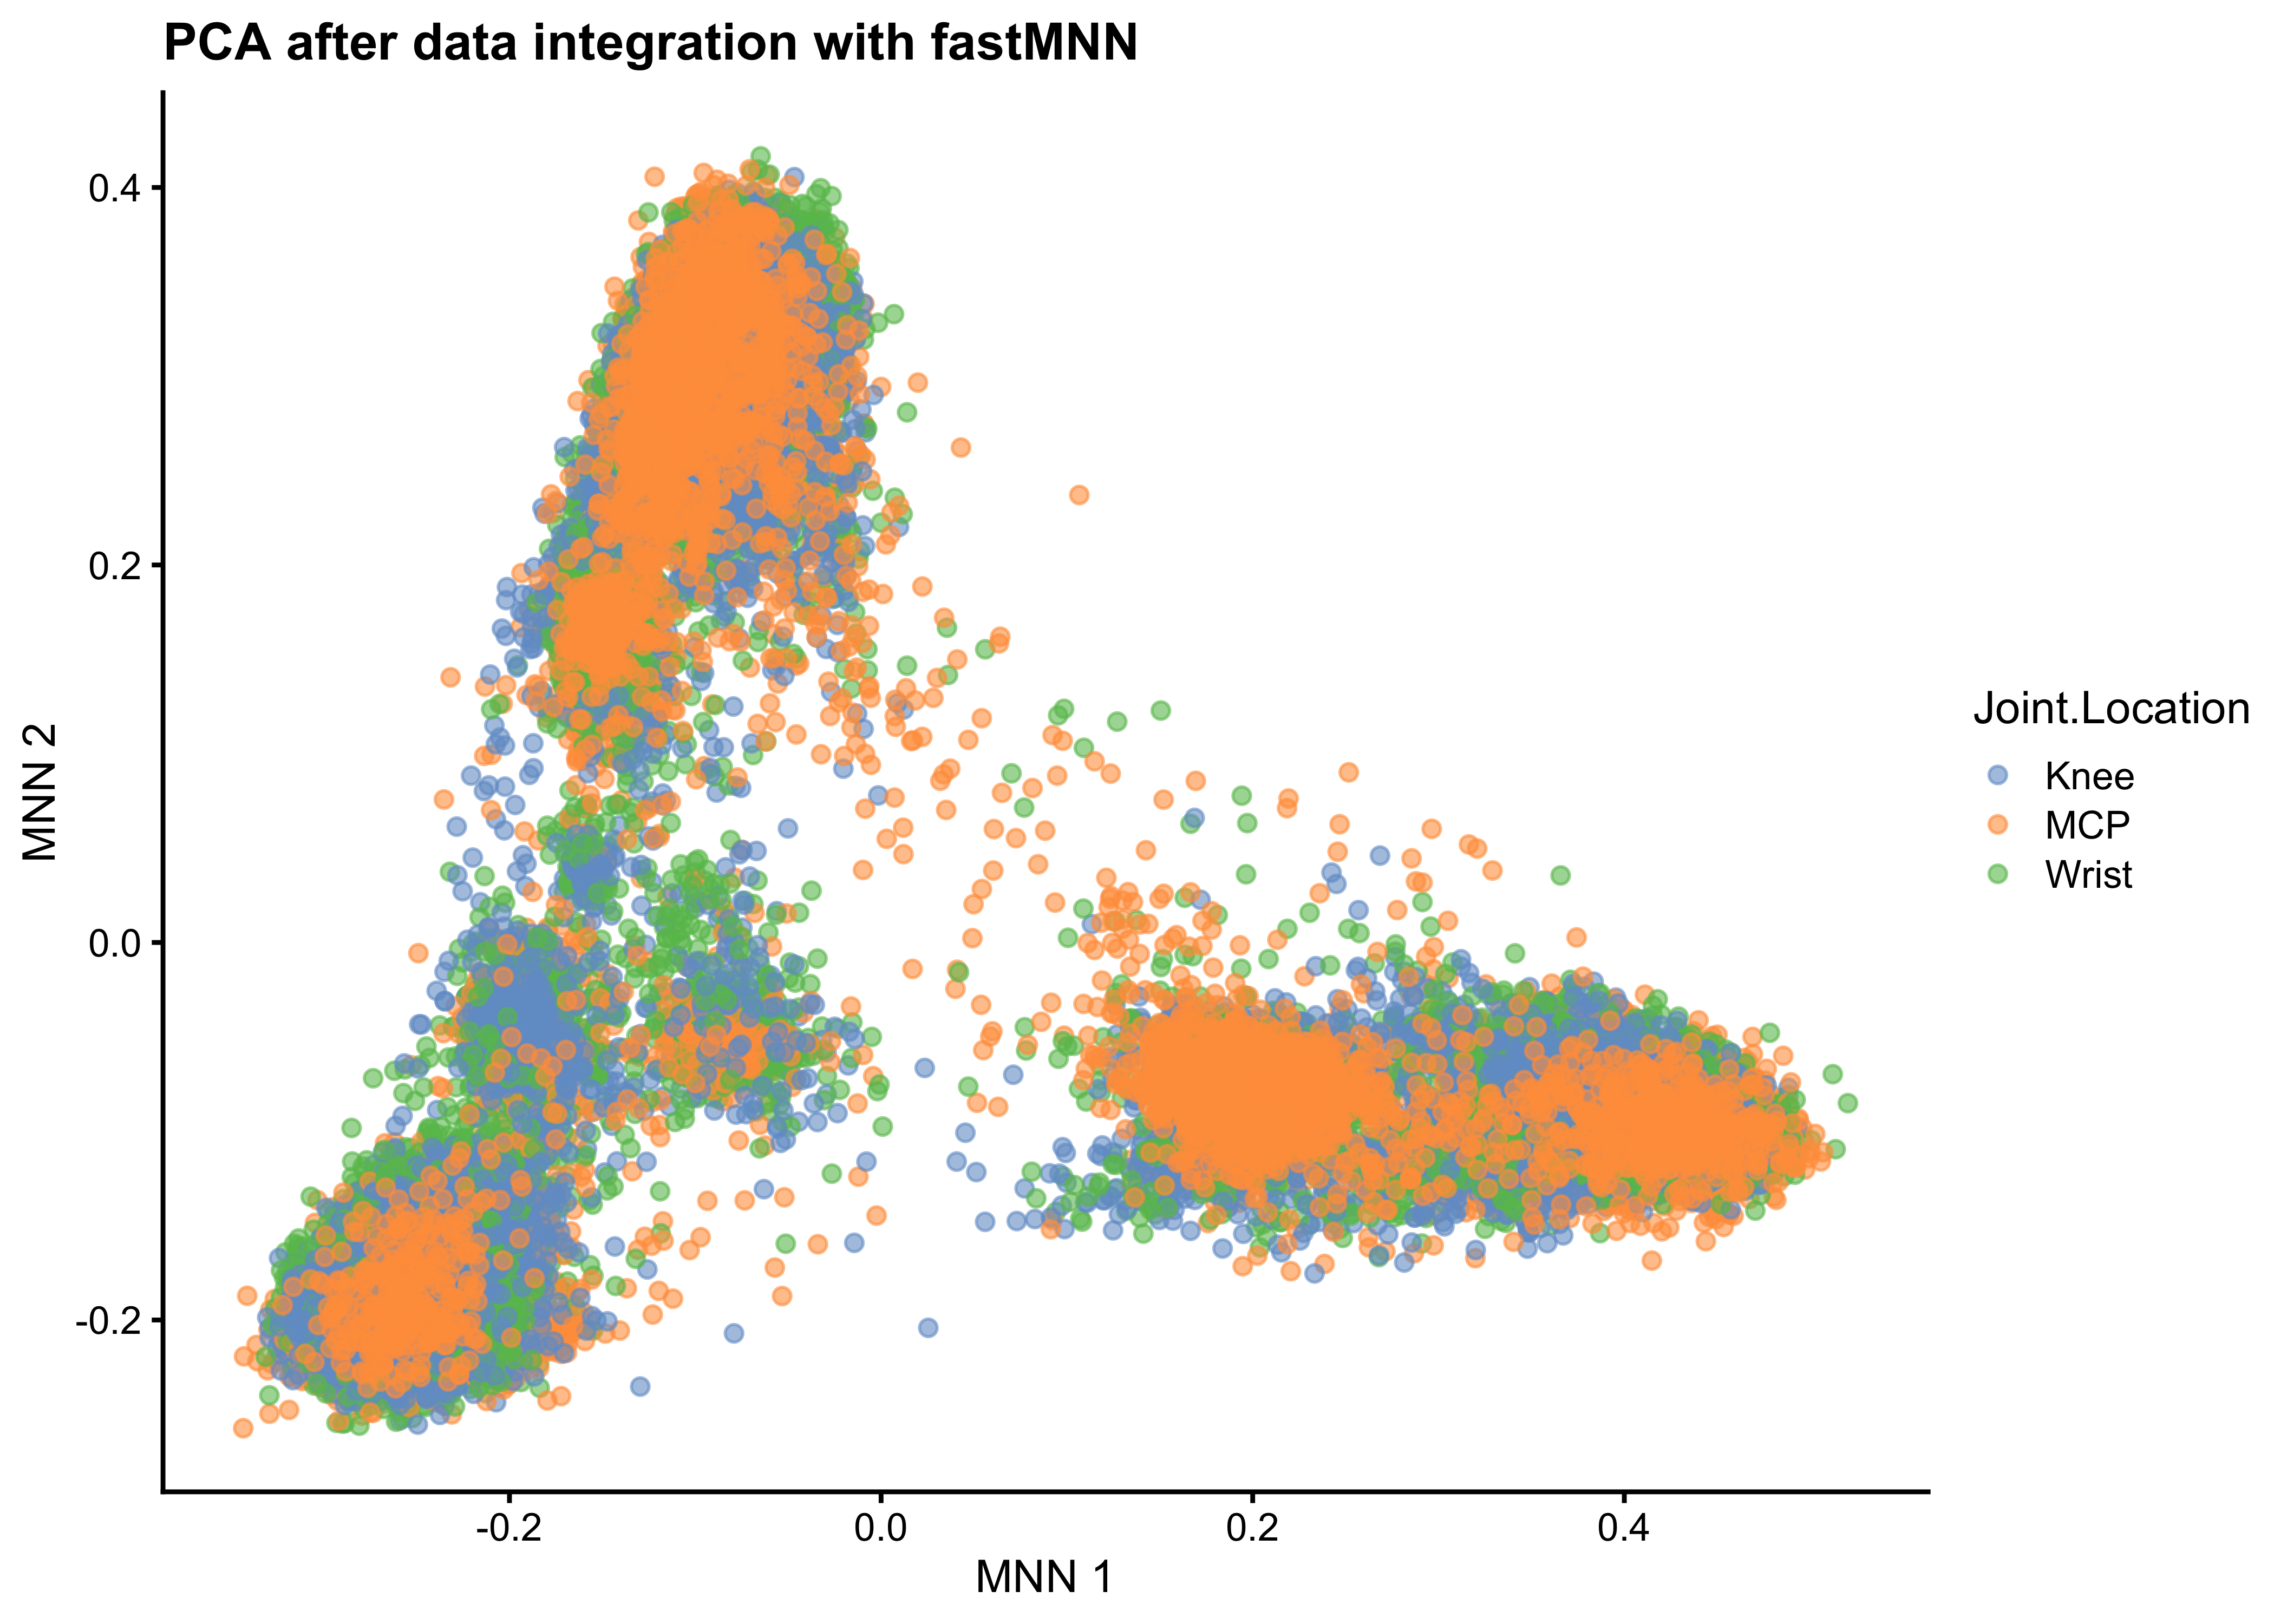 PCA after data integration with fastMNN
0.4
0.2
0.0
-0.2
MNN 2
-0.2
0.0
0.2
0.4
MNN 1
Joint.Location
Knee
MCP
Wrist